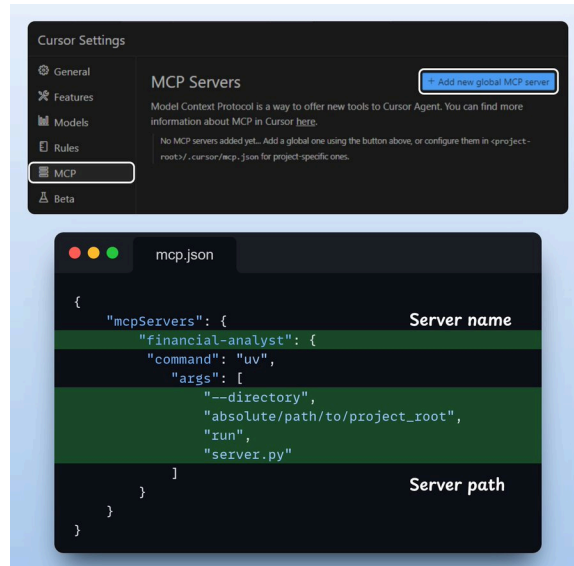 Cursor Settings
General
Features
Models
Rules
MCP
Beta
MCP Servers
+ Add new global MCP server
Model Context Protocol is a way to offer new tools to Cursor Agent. You can find more
information about MCP in Cursor here.
No MCP servers added yet... Add a global one using the button above, or configure them in <project-
root>/.cursor/mcp.json for project-specific ones.
mcp.json
{
"mcpServers": {
Server name
"financial-analyst": {
"command": "uv",
"args": [
"--directory",
"absolute/path/to/project_root",
"run",
"server.py"
]
Server path
}
}
}